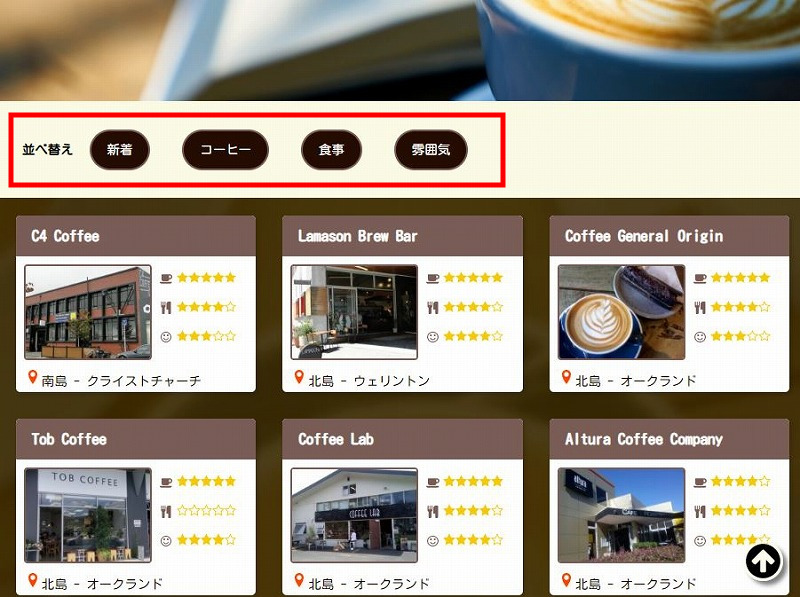 並べ替え 新着 コーヒー 食事 雰囲気
C4 Coffee
南島 - クライストチャーチ
Lamason Brew Bar
北島 - ウェリントン
Coffee General Origin
北島 - オークランド
Tob Coffee
TOB COFFEE
北島 - オークランド
Coffee Lab
COFFEE LAB
北島 - オークランド
Altura Coffee Company
北島 - オークランド